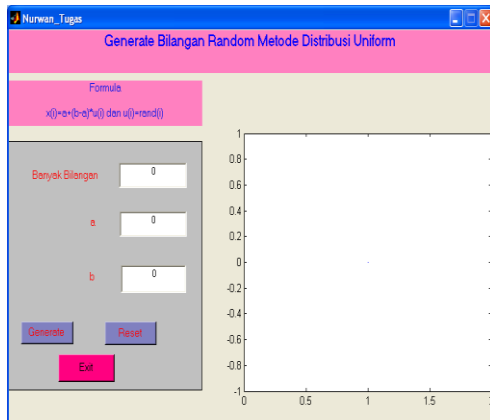 Nurwan_Tugas
Generate Bilangan Random Metode Distribusi Uniform
Formula
x(i)=a+(b-a)*u(i) dan u(i)=rand(i)
Banyak Bilangan 0
a 0
b 0
Generate Reset
Exit
1
0.8
0.6
0.4
0.2
0
-0.2
-0.4
-0.6
-0.8
-1
0 0.5 1 1.5 2